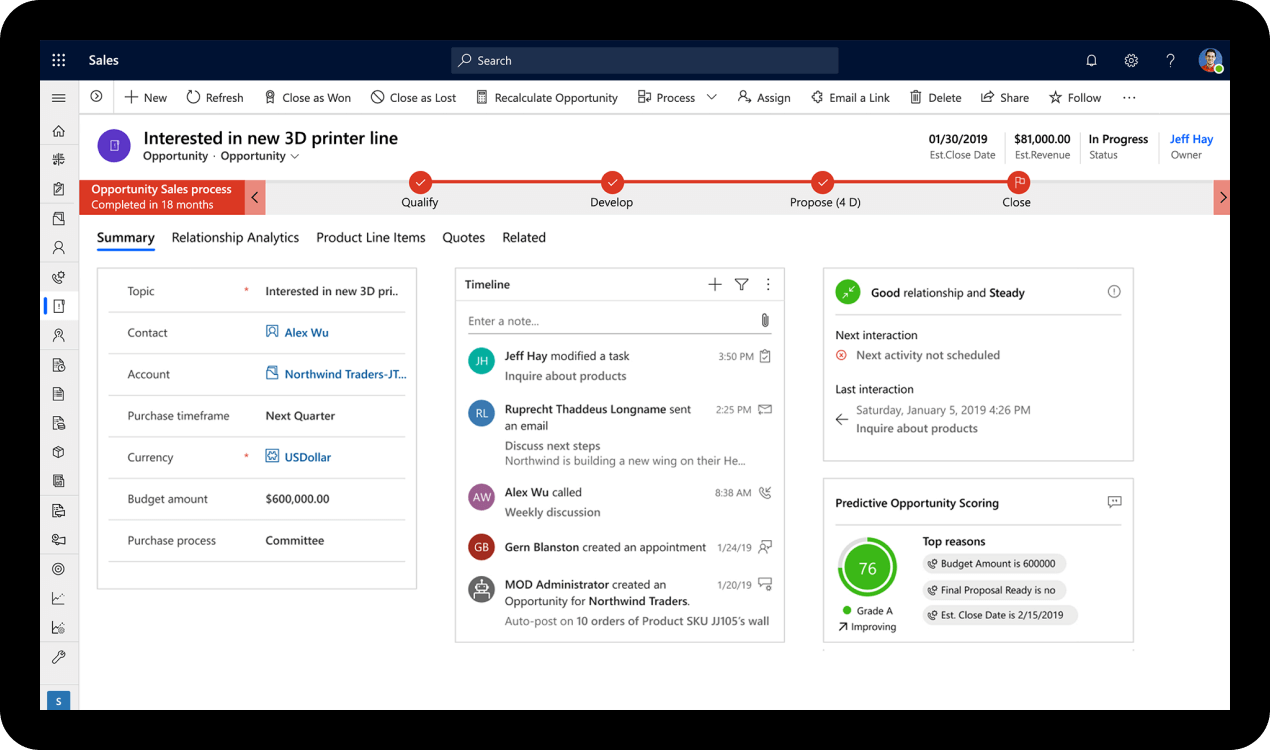 Sales
Search
New
Refresh
Close as Won
Close as Lost
Recalculate Opportunity
Process
Assign
Email a Link
Delete
Share
Follow
Interested in new 3D printer line
Opportunity · Opportunity
01/30/2019
Est.Close Date
$81,000.00
Est.Revenue
In Progress
Status
Jeff Hay
Owner
Opportunity Sales process
Completed in 18 months
Qualify
Develop
Propose (4 D)
Close
Summary
Relationship Analytics
Product Line Items
Quotes
Related
Topic * Interested in new 3D pri..
Contact Alex Wu
Account Northwind Traders-JT...
Purchase timeframe Next Quarter
Currency * USDollar
Budget amount $600,000.00
Purchase process Committee
Timeline
Enter a note...
JH
Jeff Hay modified a task 3:50 PM
Inquire about products
RL
Ruprecht Thaddeus Longname sent 2:25 PM
an email
Discuss next steps
Northwind is building a new wing on their He...
AW
Alex Wu called 8:38 AM
Weekly discussion
GB
Gern Blanston created an appointment 1/24/19
MOD Administrator created an 1/20/19
Opportunity for Northwind Traders.
Auto-post on 10 orders of Product SKU JJ105's wall
Good relationship and Steady
Next interaction
Next activity not scheduled
Last interaction
Saturday, January 5, 2019 4:26 PM
Inquire about products
Predictive Opportunity Scoring
76
Grade A
Improving
Top reasons
Budget Amount is 600000
Final Proposal Ready is no
Est. Close Date is 2/15/2019
S